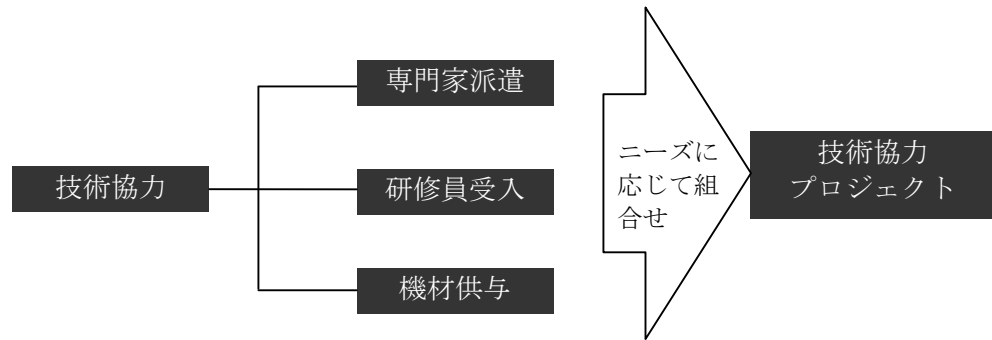 技術協力
専門家派遣
研修員受入
機材供与
ニーズに
応じて組
合せ
技術協力
プロジェクト